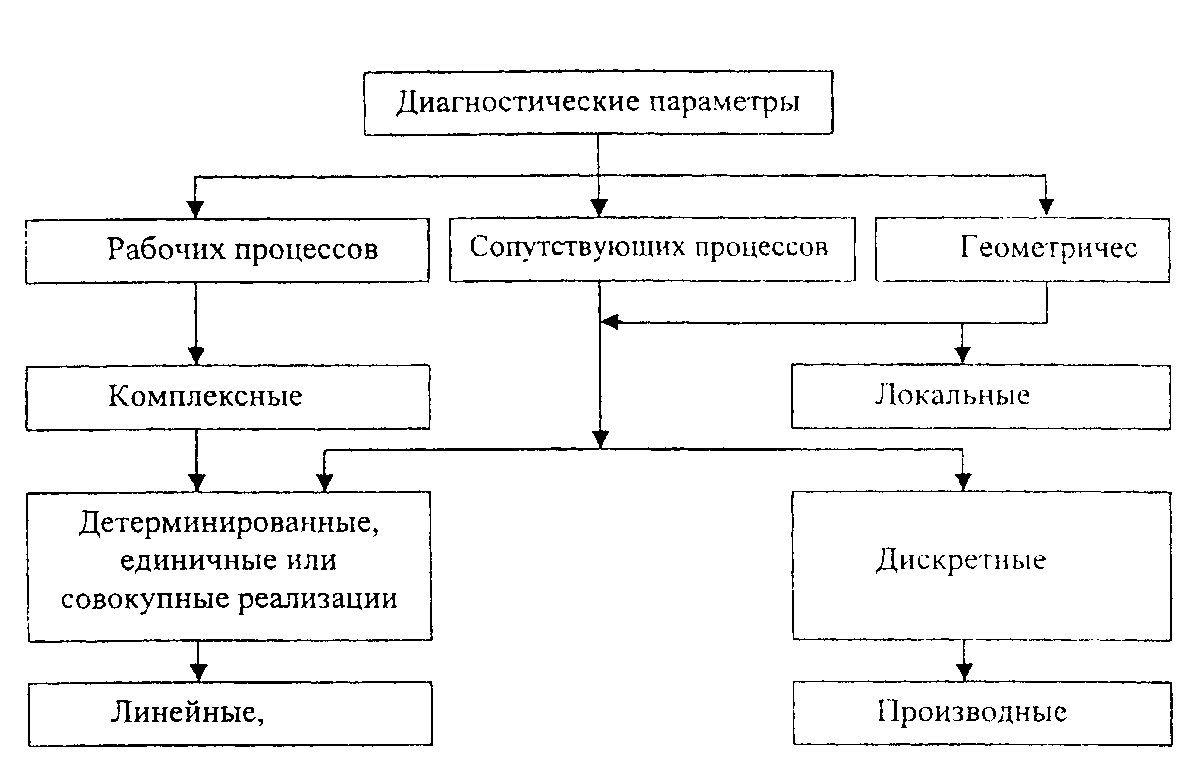 Диагностические параметры
Рабочих процессов
Сопутствующих процессов
Геометричес
Комплексные
Локальные
Детерминированные,
единичные или
совокупные реализации
Дискретные
Линейные,
Производные